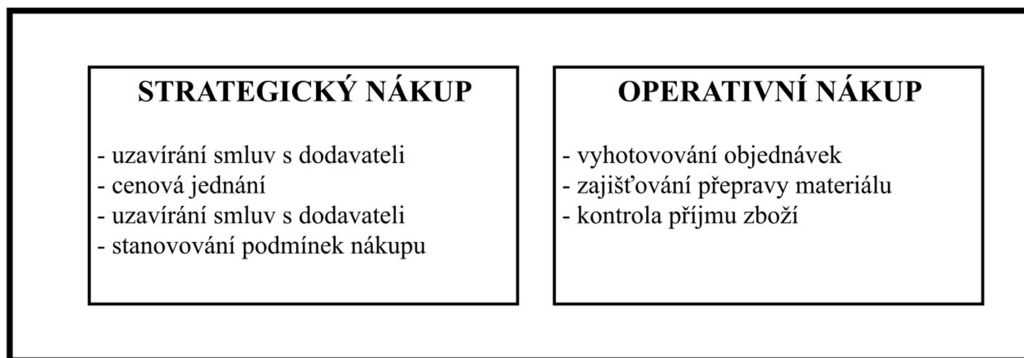 STRATEGICKÝ NÁKUP
- uzavírání smluv s dodavateli
- cenová jednání
- uzavírání smluv s dodavateli
- stanovování podmínek nákupu
OPERATIVNÍ NÁKUP
- vyhotovování objednávek
- zajišťování přepravy materiálu
- kontrola příjmu zboží